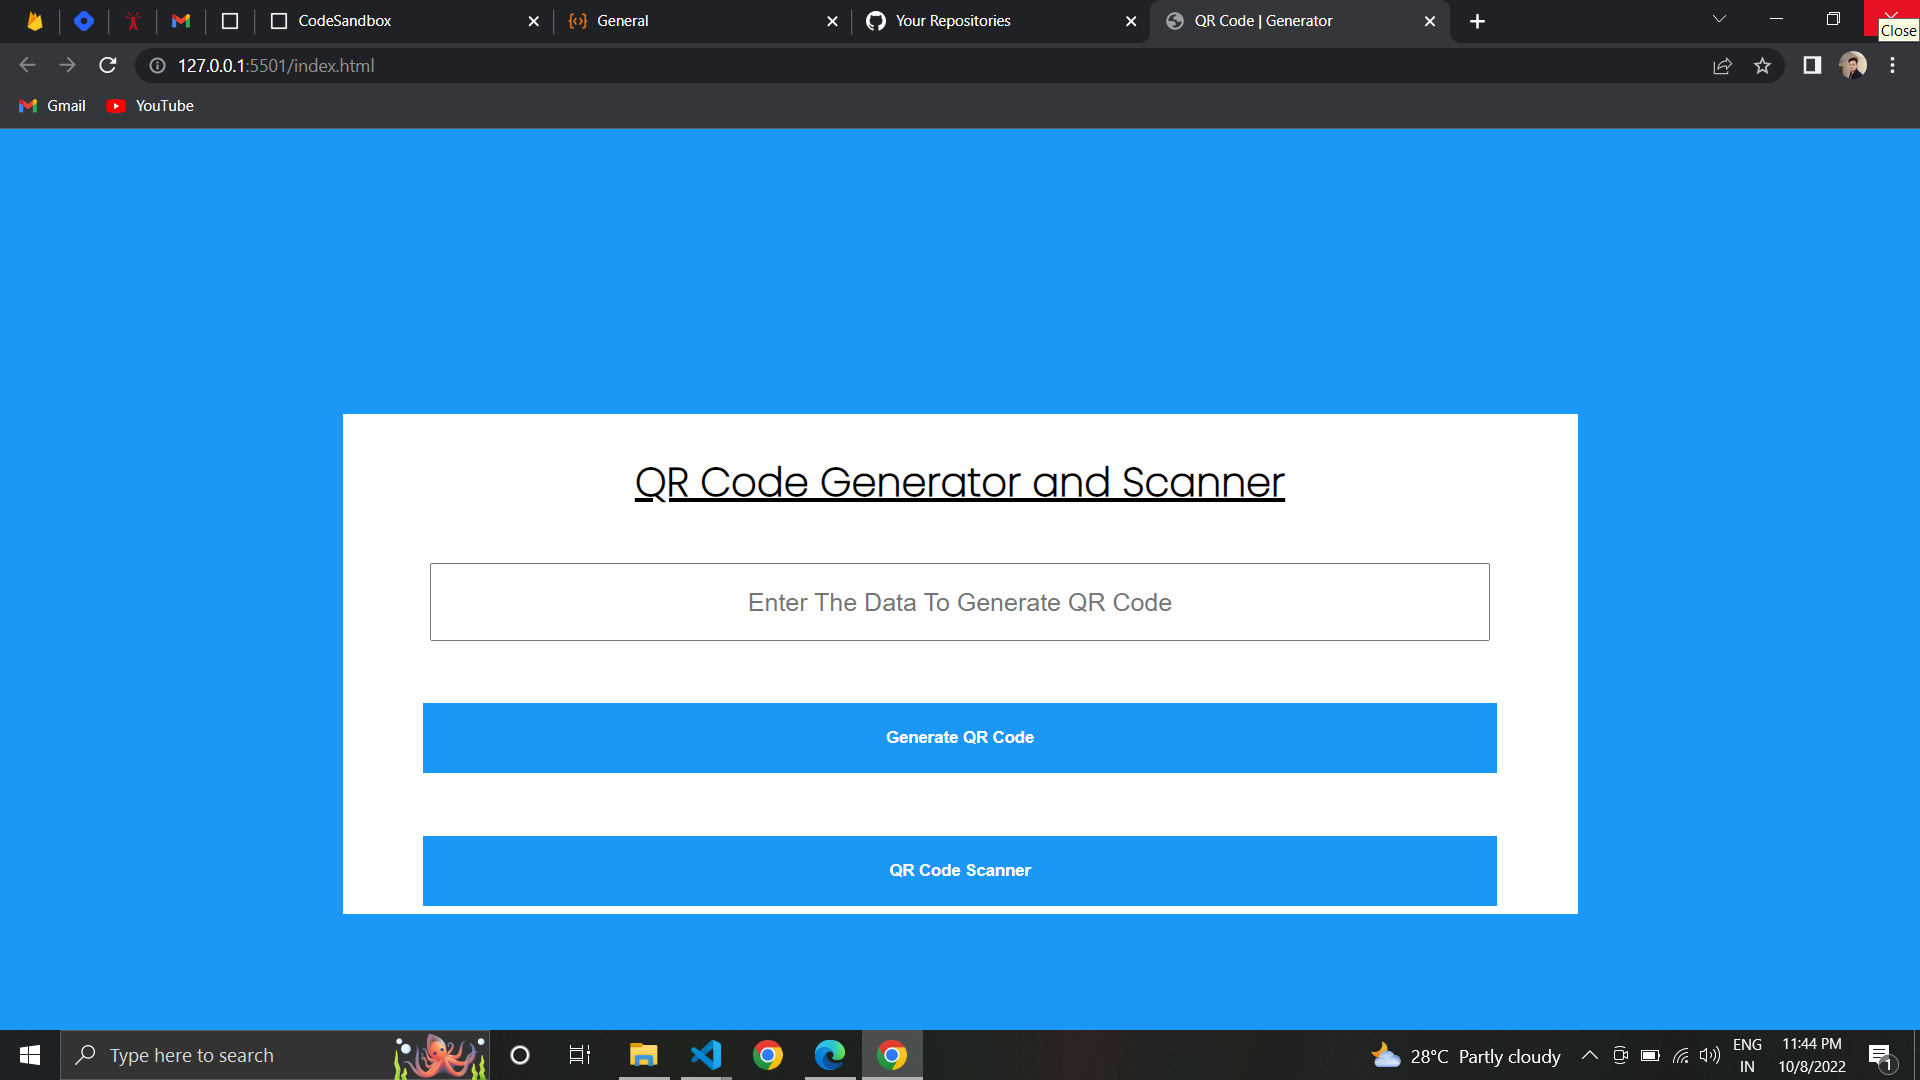 CodeSandbox
General
Your Repositories
QR Code | Generator
Close
127.0.0.1:5501/index.html
Gmail
YouTube
QR Code Generator and Scanner
Enter The Data To Generate QR Code
Generate QR Code
QR Code Scanner
Type here to search
28°C Partly cloudy
ENG
IN
11:44 PM
10/8/2022
1